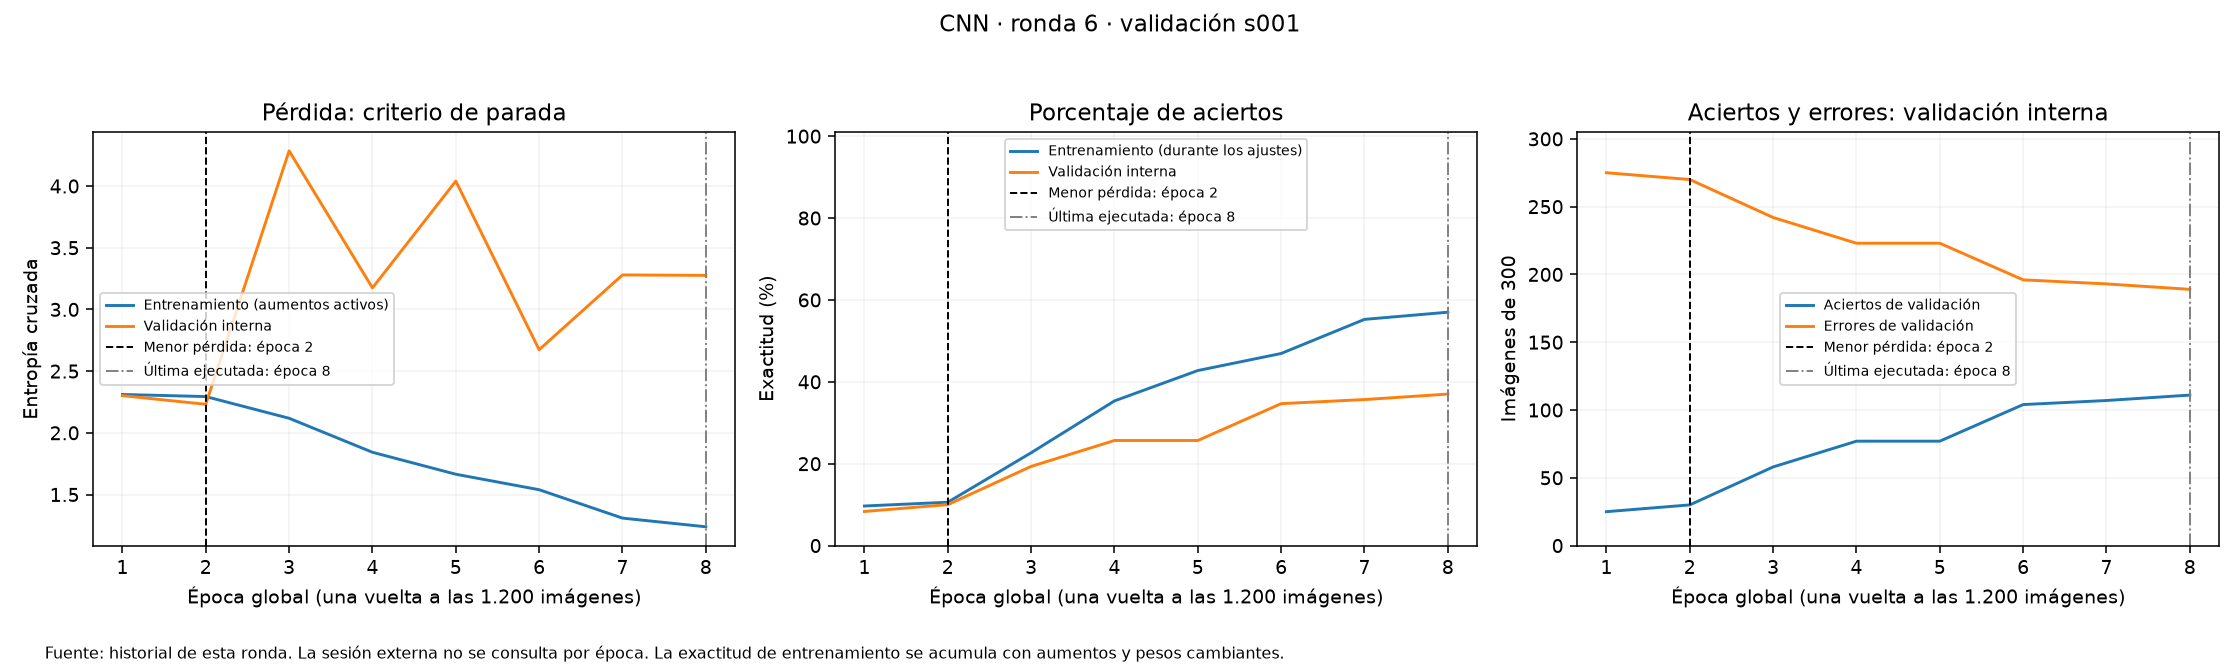 CNN · ronda 6 · validación s001
Pérdida: criterio de parada
Entropía cruzada
4.0
3.5
3.0
2.5
2.0
1.5
Entrenamiento (aumentos activos)
Validación interna
Menor pérdida: época 2
Última ejecutada: época 8
1 2 3 4 5 6 7 8
Época global (una vuelta a las 1.200 imágenes)
Porcentaje de aciertos
Exactitud (%)
100
80
60
40
20
0
Entrenamiento (durante los ajustes)
Validación interna
Menor pérdida: época 2
Última ejecutada: época 8
1 2 3 4 5 6 7 8
Época global (una vuelta a las 1.200 imágenes)
Aciertos y errores: validación interna
Imágenes de 300
300
250
200
150
100
50
0
Aciertos de validación
Errores de validación
Menor pérdida: época 2
Última ejecutada: época 8
1 2 3 4 5 6 7 8
Época global (una vuelta a las 1.200 imágenes)
Fuente: historial de esta ronda. La sesión externa no se consulta por época. La exactitud de entrenamiento se acumula con aumentos y pesos cambiantes.